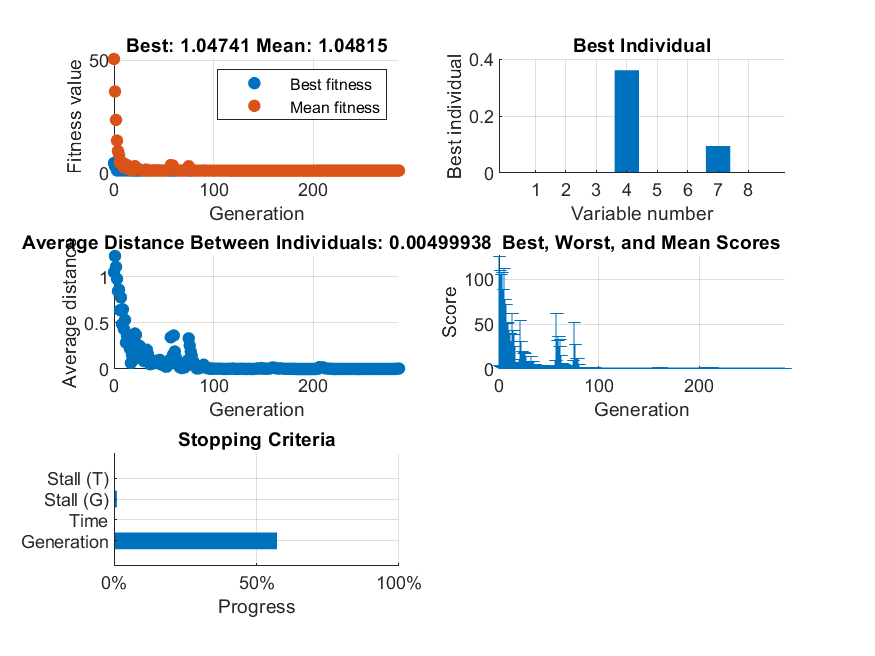 Best: 1.04741 Mean: 1.04815
Fitness value
50
0
Best fitness
Mean fitness
0 100 200
Generation
Best Individual
Best individual
0.4
0.2
0
1 2 3 4 5 6 7 8
Variable number
Average Distance Between Individuals: 0.00499938
Average distance
1
0.5
0
0 100 200
Generation
Best, Worst, and Mean Scores
Score
100
50
0
0 100 200
Generation
Stopping Criteria
Stall (T)
Stall (G)
Time
Generation
0% 50% 100%
Progress